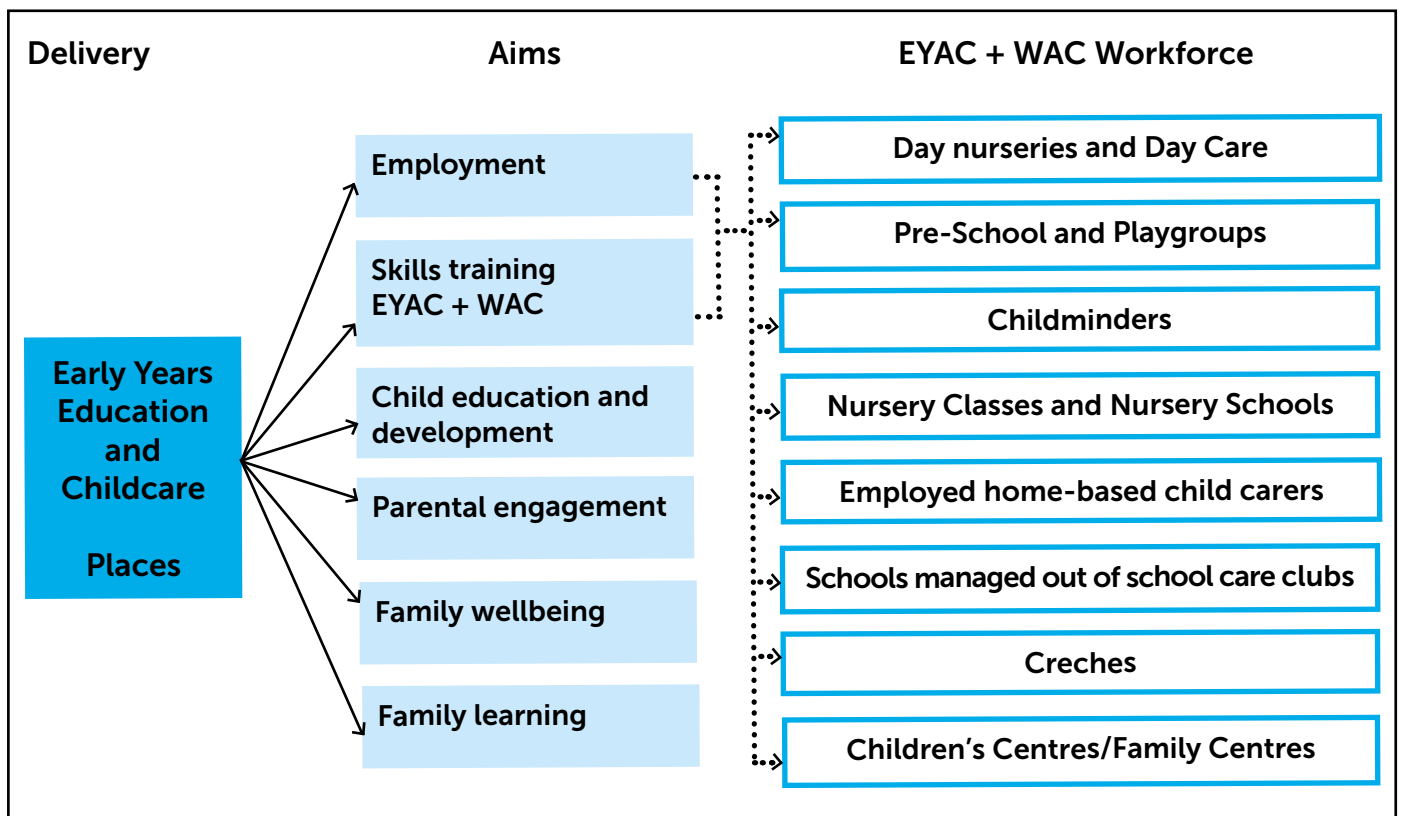 Delivery
Aims
EYAC + WAC Workforce
Early Years
Education
and
Childcare
Places
Employment
Skills training
EYAC + WAC
Child education and
development
Parental engagement
Family wellbeing
Family learning
Day nurseries and Day Care
Pre-School and Playgroups
Childminders
Nursery Classes and Nursery Schools
Employed home-based child carers
Schools managed out of school care clubs
Creches
Children's Centres/Family Centres